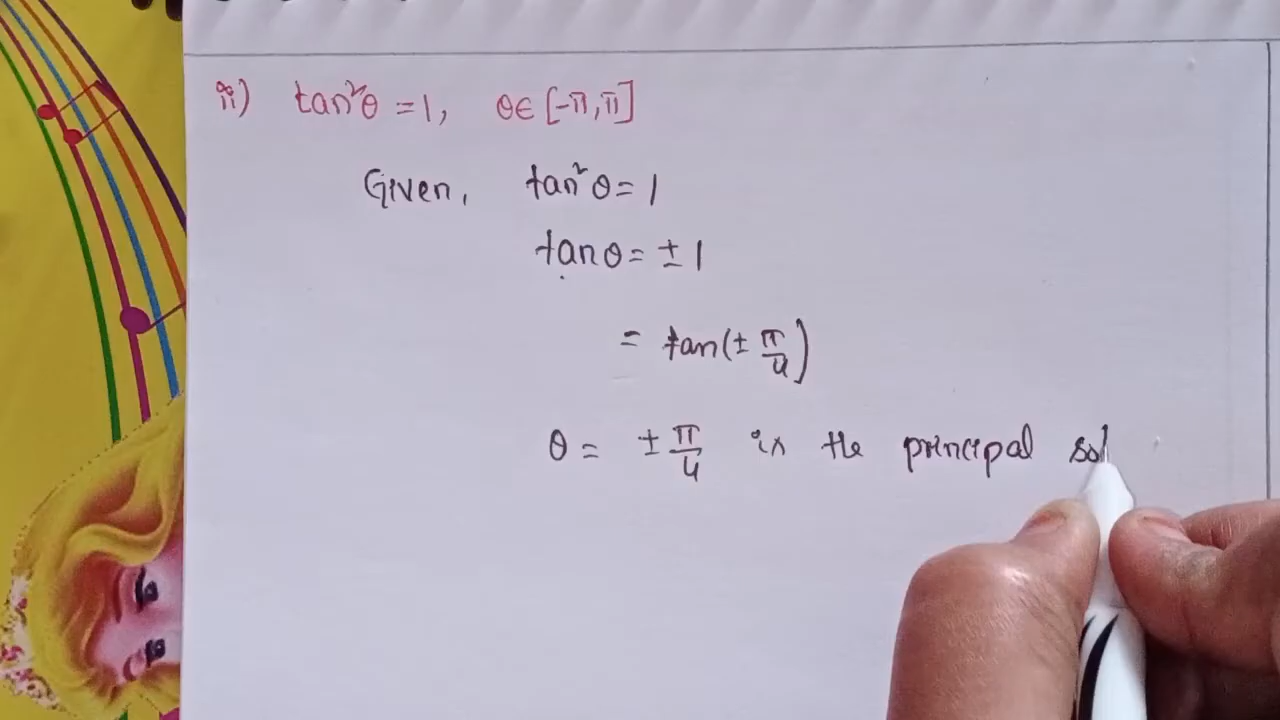 ii) tan²θ = 1, θ∈ [-π, π]
Given, tan²θ = 1
tanθ = ± 1
= tan(± π/4)
θ = ± π/4 is the principal sol